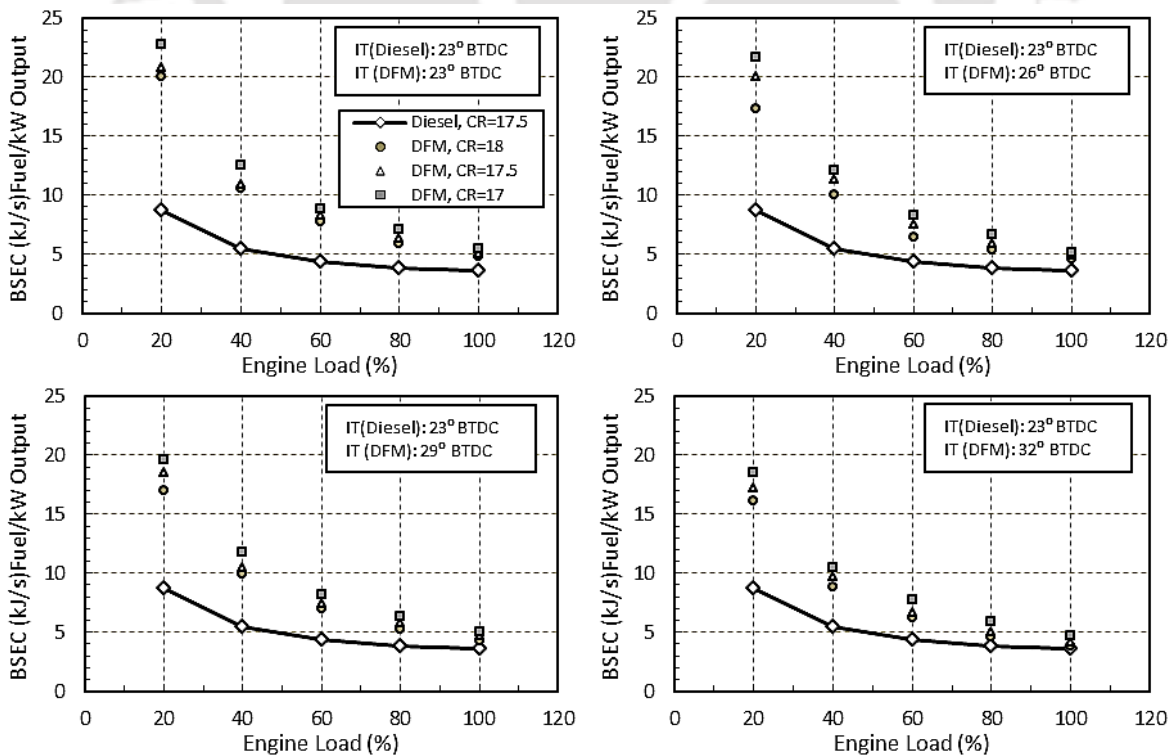 25
20
15
10
5
0
BSEC (kJ/s)Fuel/kW Output
IT(Diesel): 23° BTDC
IT (DFM): 23° BTDC
Diesel, CR=17.5
DFM, CR=18
DFM, CR=17.5
DFM, CR=17
0 20 40 60 80 100 120
Engine Load (%)
25
20
15
10
5
0
BSEC (kJ/s)Fuel/kW Output
IT(Diesel): 23° BTDC
IT (DFM): 26° BTDC
0 20 40 60 80 100 120
Engine Load (%)
25
20
15
10
5
0
BSEC (kJ/s)Fuel/kW Output
IT(Diesel): 23° BTDC
IT (DFM): 29° BTDC
0 20 40 60 80 100 120
Engine Load (%)
25
20
15
10
5
0
BSEC (kJ/s)Fuel/kW Output
IT(Diesel): 23° BTDC
IT (DFM): 32° BTDC
0 20 40 60 80 100 120
Engine Load (%)